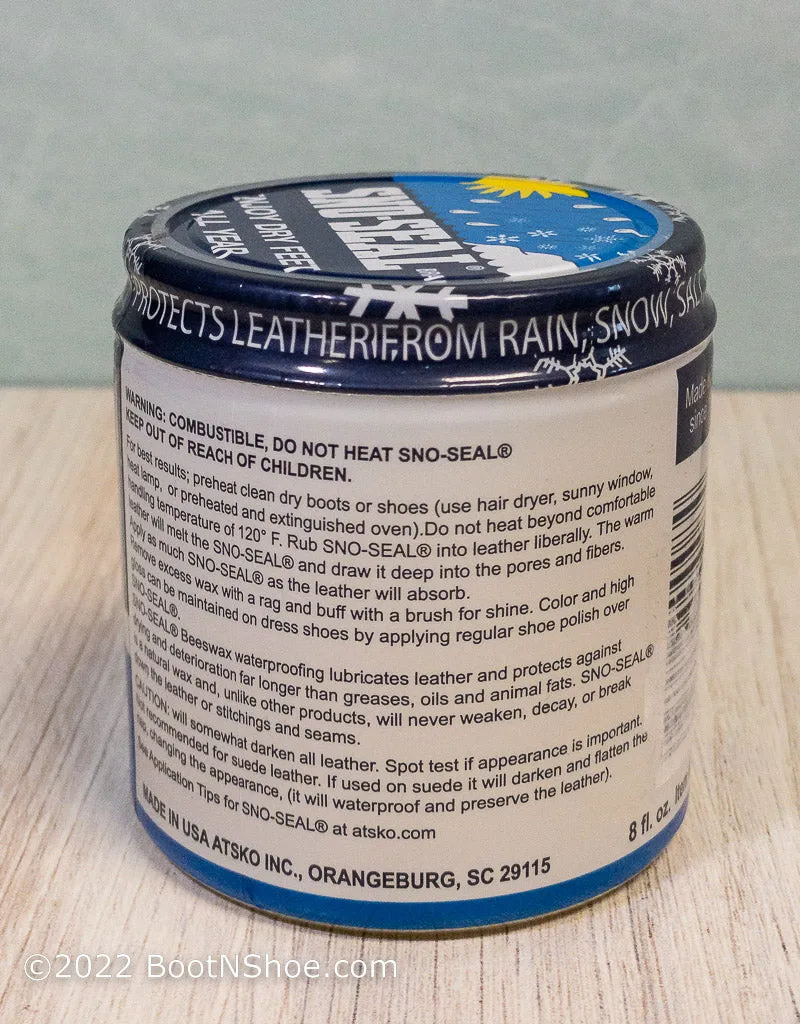 SNO-SEAL®
ENJOY DRY FEET
ALL YEAR
PROTECTS LEATHER FROM RAIN, SNOW, SALT
Made
since
WARNING: COMBUSTIBLE, DO NOT HEAT SNO-SEAL®
KEEP OUT OF REACH OF CHILDREN.
For best results; preheat clean dry boots or shoes (use hair dryer, sunny window,
heat lamp, or preheated and extinguished oven).Do not heat beyond comfortable
handling temperature of 120° F. Rub SNO-SEAL® into leather liberally. The warm
leather will melt the SNO-SEAL® and draw it deep into the pores and fibers.
Apply as much SNO-SEAL® as the leather will absorb.
Remove excess wax with a rag and buff with a brush for shine. Color and high
gloss can be maintained on dress shoes by applying regular shoe polish over
SNO-SEAL®.
SNO-SEAL® Beeswax waterproofing lubricates leather and protects against
drying and deterioration far longer than greases, oils and animal fats. SNO-SEAL®
is a natural wax and, unlike other products, will never weaken, decay, or break
down the leather or stitchings and seams.
CAUTION: will somewhat darken all leather. Spot test if appearance is important.
Not recommended for suede leather. If used on suede it will darken and flatten the
nap, changing the appearance, (it will waterproof and preserve the leather).
See Application Tips for SNO-SEAL® at atsko.com
MADE IN USA ATSKO INC., ORANGEBURG, SC 29115
8 fl. oz. Item
©2022 BootNShoe.com